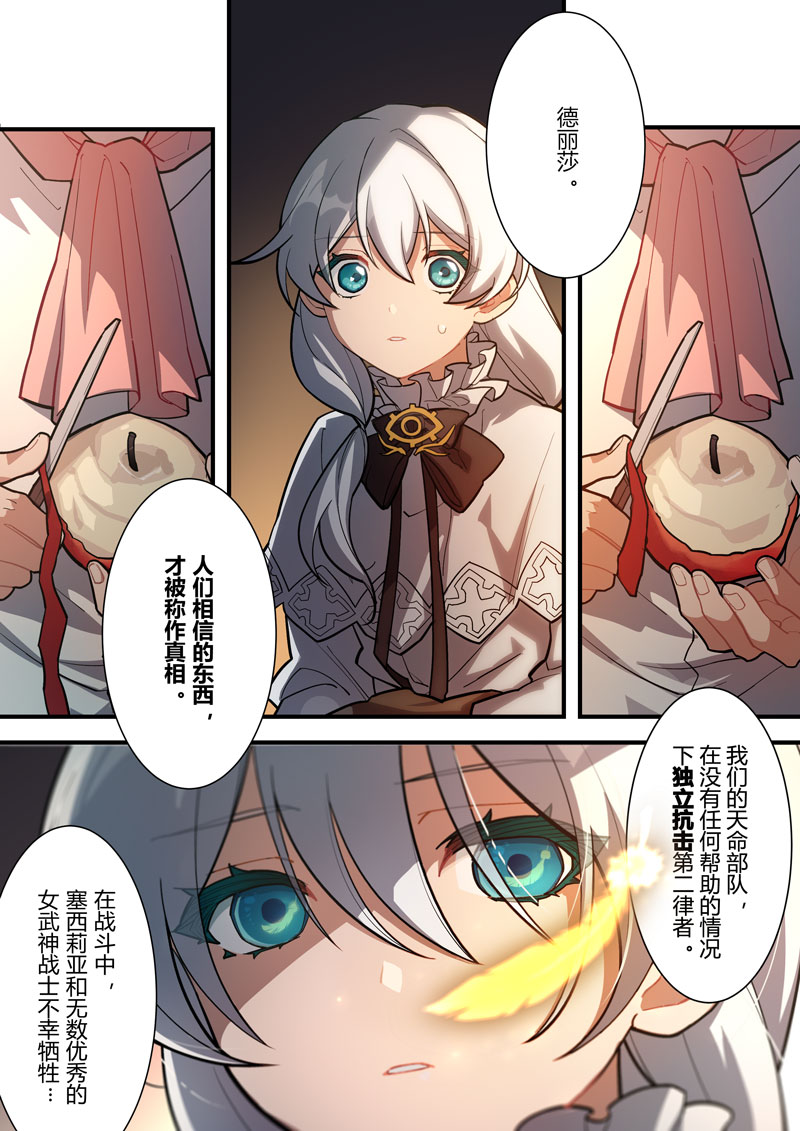 德丽莎。
人们相信的东西，
才被称作真相。
我们的天命部队，
在没有任何帮助的情况
下独立抗击第二律者。
在战斗中，
塞西莉亚和无数优秀的
女武神战士不幸牺牲…